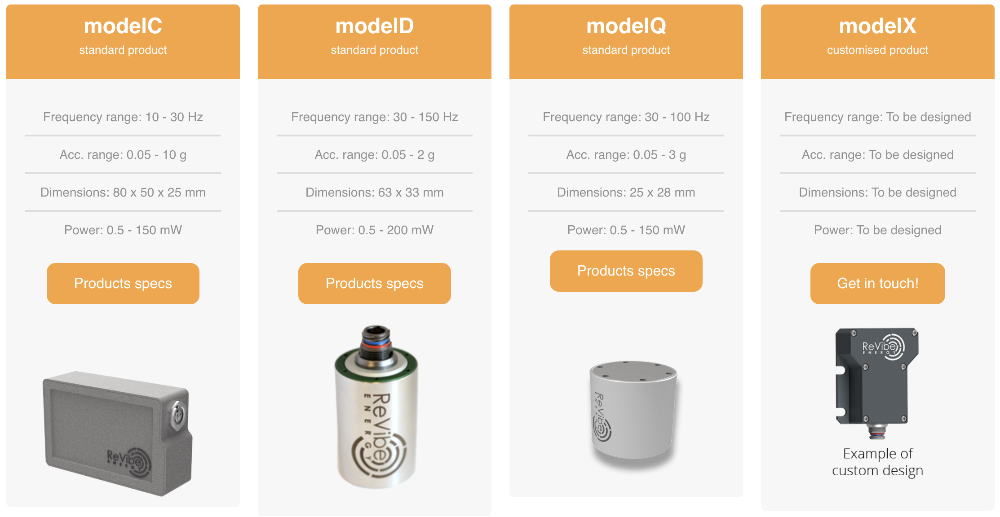 modelC
standard product
Frequency range: 10 - 30 Hz
Acc. range: 0.05 - 10 g
Dimensions: 80 x 50 x 25 mm
Power: 0.5 - 150 mW
Products specs
ReVibe
ENERGY
modelD
standard product
Frequency range: 30 - 150 Hz
Acc. range: 0.05 - 2 g
Dimensions: 63 x 33 mm
Power: 0.5 - 200 mW
Products specs
ReVibe
ENERGY
modelQ
standard product
Frequency range: 30 - 100 Hz
Acc. range: 0.05 - 3 g
Dimensions: 25 x 28 mm
Power: 0.5 - 150 mW
Products specs
ReVibe
ENERGY
modelX
customised product
Frequency range: To be designed
Acc. range: To be designed
Dimensions: To be designed
Power: To be designed
Get in touch!
ReVibe
ENERGY
Example of
custom design